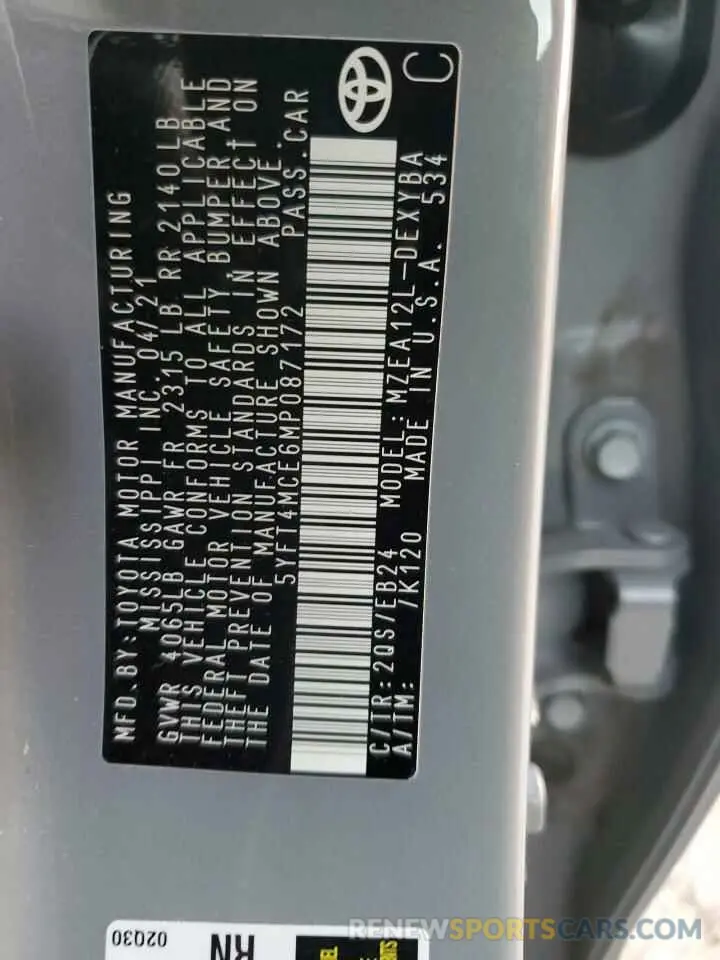 MFD.BY:TOYOTA MOTOR MANUFACTURING
MISSISSIPPI INC. 04/21
GVWR 4065LB GAWR FR 2315 LB RR 2140 LB
THIS VEHICLE CONFORMS TO ALL APPLICABLE
FEDERAL MOTOR VEHICLE SAFETY, BUMPER AND
THEFT PREVENTION STANDARDS IN EFFECT ON
THE DATE OF MANUFACTURE SHOWN ABOVE.
5YFT4MCE6MP087172 PASS.CAR
C/TR:2QS/EB24 MODEL:MZEA12L-DEXYBA
A/TM: /K120 MADE IN U.S.A. 534
C
02Q30
RN
RENEWSPORTSCARS.COM